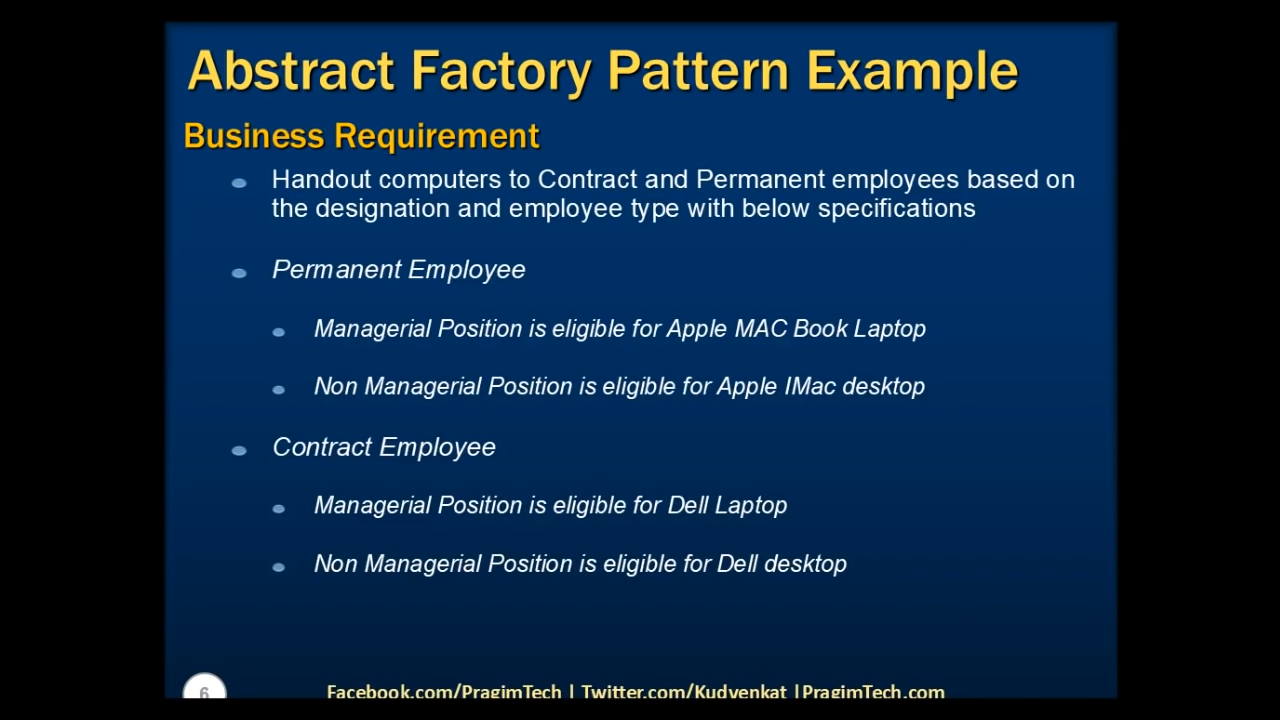 Abstract Factory Pattern Example
Business Requirement
Handout computers to Contract and Permanent employees based on
the designation and employee type with below specifications
Permanent Employee
Managerial Position is eligible for Apple MAC Book Laptop
Non Managerial Position is eligible for Apple IMac desktop
Contract Employee
Managerial Position is eligible for Dell Laptop
Non Managerial Position is eligible for Dell desktop
6
Facebook.com/PragimTech | Twitter.com/Kudvenkat |PragimTech.com